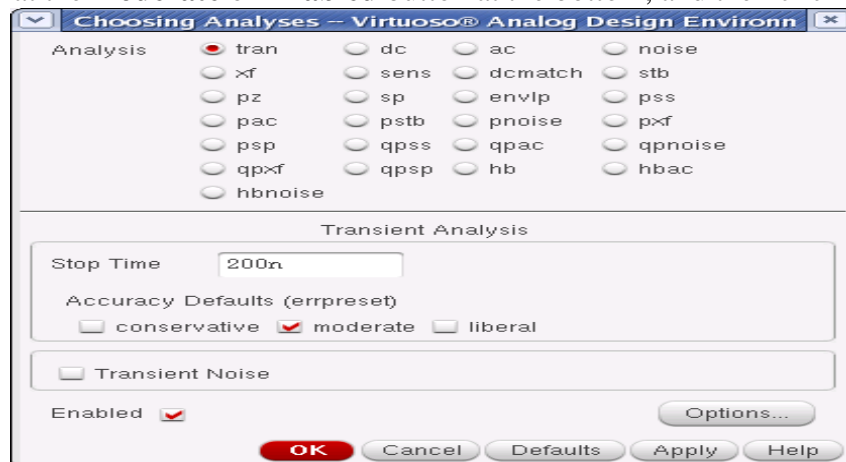 Choosing Analyses -- Virtuoso® Analog Design Environn
Analysis tran dc ac noise
xf sens dcmatch stb
pz sp envlp pss
pac pstb pnoise pxf
psp qpss qpac qpnoise
qpxf qpsp hb hbac
hbnoise
Transient Analysis
Stop Time 200n
Accuracy Defaults (errpreset)
conservative moderate liberal
Transient Noise
Enabled Options...
OK Cancel Defaults Apply Help